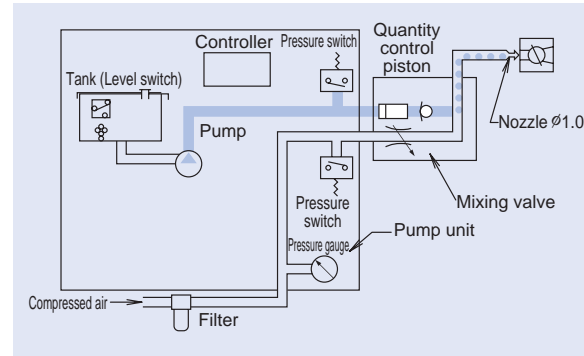 Controller
Pressure switch
Quantity
control
piston
Tank (Level switch)
Pump
Nozzle ø1.0
Mixing valve
Pressure
switch
Pump unit
Pressure gauge
Compressed air
Filter